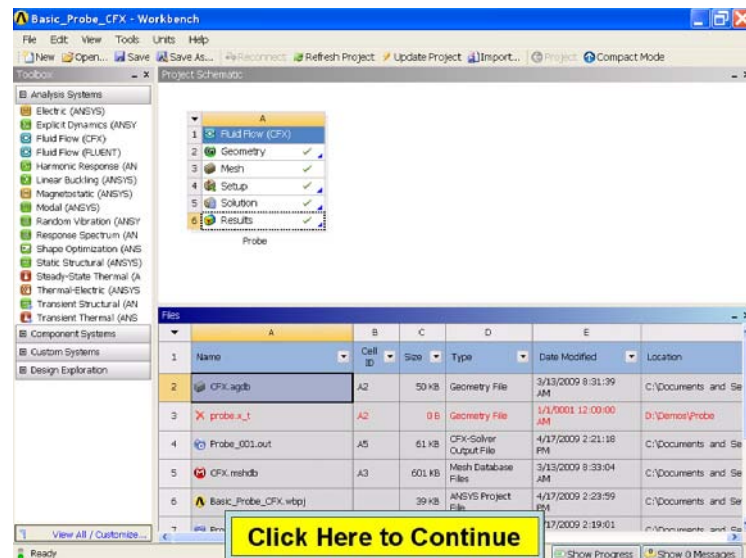 Basic_Probe_CFX - Workbench
File Edit View Tools Units Help
New Open... Save Save As... Reconnect Refresh Project Update Project Import... Project Compact Mode
Toolbox Project Schematic
Analysis Systems
Electric (ANSYS)
Explicit Dynamics (ANSY
Fluid Flow (CFX)
Fluid Flow (FLUENT)
Harmonic Response (AN
Linear Buckling (ANSYS)
Magnetostatic (ANSYS)
Modal (ANSYS)
Random Vibration (ANSY
Response Spectrum (AN
Shape Optimization (ANS
Static Structural (ANSYS)
Steady-State Thermal (A
Thermal-Electric (ANSYS
Transient Structural (AN
Transient Thermal (ANS
Component Systems
Custom Systems
Design Exploration
View All / Customize...
A
1 Fluid Flow (CFX)
2 Geometry
3 Mesh
4 Setup
5 Solution
6 Results
Probe
Files
A B C D E
1 Name Cell ID Size Type Date Modified Location
2 CFX.agdb A2 50 KB Geometry File 3/13/2009 8:31:39 AM C:\Documents and Se
3 probe.x_t A2 0 B Geometry File 1/1/0001 12:00:00 AM D:\Demos\Probe
4 Probe_001.out A5 61 KB CFX-Solver Output File 4/17/2009 2:21:18 PM C:\Documents and Se
5 CFX.mshdb A3 601 KB Mesh Database Files 3/13/2009 8:33:04 AM C:\Documents and Se
6 Basic_Probe_CFX.wbpj 39 KB ANSYS Project File 4/17/2009 2:23:59 PM C:\Documents and Se
7
Click Here to Continue
Ready Show Progress Show 0 Messages